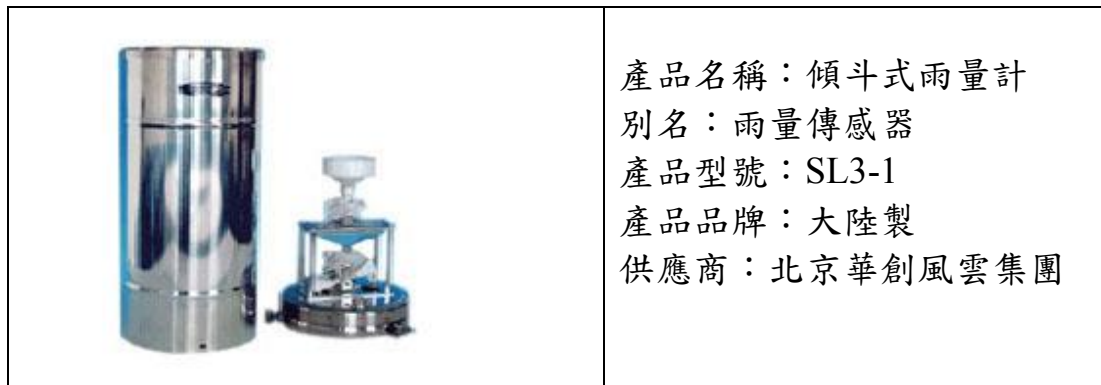 產品名稱：傾斗式雨量計
別名：雨量傳感器
產品型號：SL3-1
產品品牌：大陸製
供應商：北京華創風雲集團